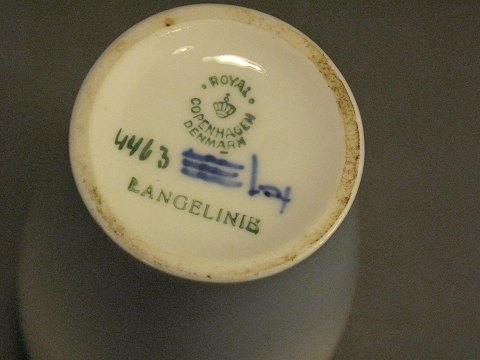 ROYAL
COPENHAGEN
DENMARK
4463
LANGELINIE